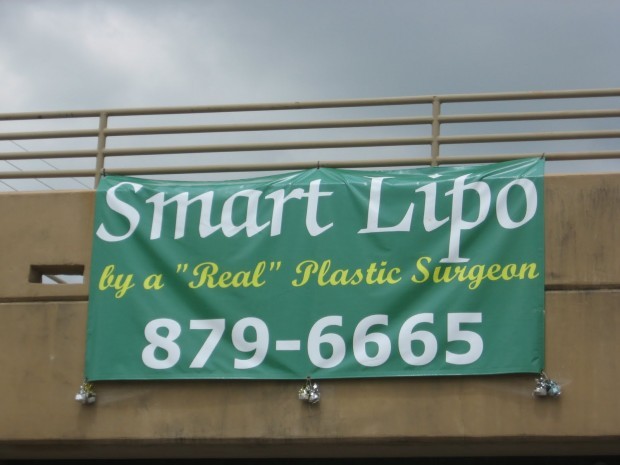 Smart Lipo
by a "Real" Plastic Surgeon
879-6665